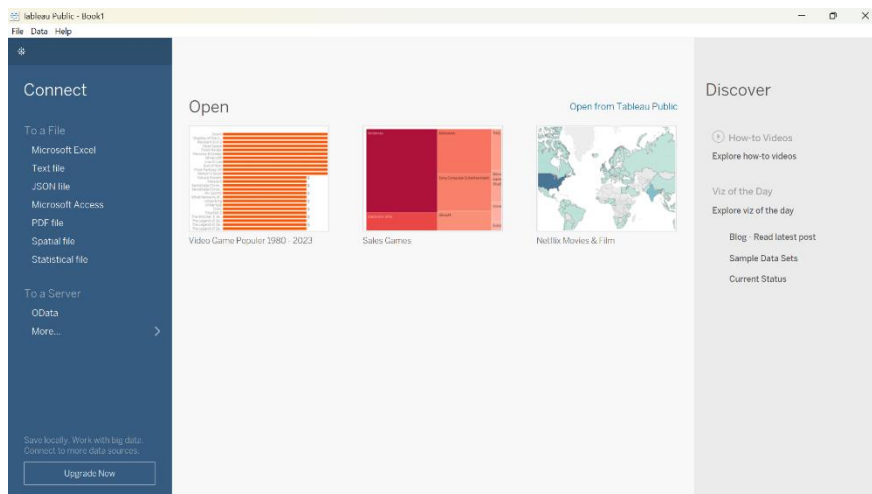 Tableau Public - Book1
File Data Help
Connect
To a File
Microsoft Excel
Text file
JSON file
Microsoft Access
PDF file
Spatial file
Statistical file
To a Server
OData
More...
Save locally. Work with big data.
Connect to more data sources.
Upgrade Now
Open
Open from Tableau Public
Video Game Populer 1980 - 2023
Sales Games
Netflix Movies & Film
Discover
How-to Videos
Explore how-to videos
Viz of the Day
Explore viz of the day
Blog - Read latest post
Sample Data Sets
Current Status